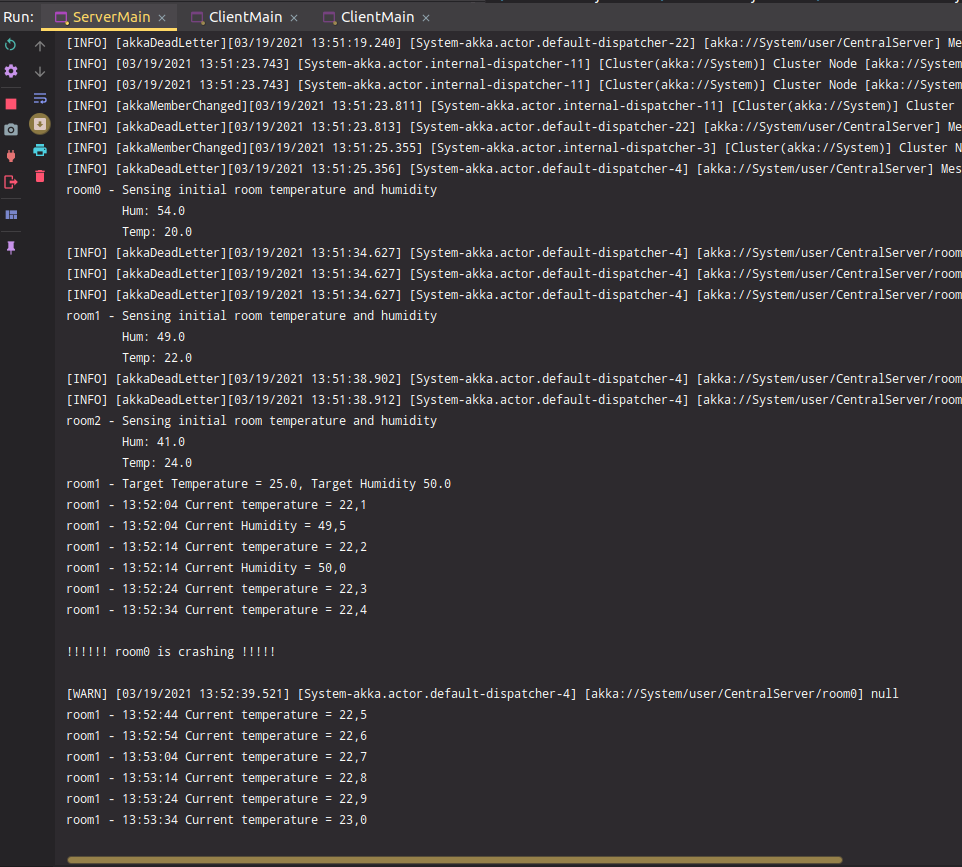 Run: ServerMain × ClientMain × ClientMain ×
[INFO] [akkaDeadLetter][03/19/2021 13:51:19.240] [System-akka.actor.default-dispatcher-22] [akka://System/user/CentralServer] Me
[INFO] [03/19/2021 13:51:23.743] [System-akka.actor.internal-dispatcher-11] [Cluster(akka://System)] Cluster Node [akka://System
[INFO] [03/19/2021 13:51:23.743] [System-akka.actor.internal-dispatcher-11] [Cluster(akka://System)] Cluster Node [akka://System
[INFO] [akkaMemberChanged][03/19/2021 13:51:23.811] [System-akka.actor.internal-dispatcher-11] [Cluster(akka://System)] Cluster
[INFO] [akkaDeadLetter][03/19/2021 13:51:23.813] [System-akka.actor.default-dispatcher-22] [akka://System/user/CentralServer] Me
[INFO] [akkaMemberChanged][03/19/2021 13:51:25.355] [System-akka.actor.internal-dispatcher-3] [Cluster(akka://System)] Cluster N
[INFO] [akkaDeadLetter][03/19/2021 13:51:25.356] [System-akka.actor.default-dispatcher-4] [akka://System/user/CentralServer] Mes
room0 - Sensing initial room temperature and humidity
Hum: 54.0
Temp: 20.0
[INFO] [akkaDeadLetter][03/19/2021 13:51:34.627] [System-akka.actor.default-dispatcher-4] [akka://System/user/CentralServer/room
[INFO] [akkaDeadLetter][03/19/2021 13:51:34.627] [System-akka.actor.default-dispatcher-4] [akka://System/user/CentralServer/room
[INFO] [akkaDeadLetter][03/19/2021 13:51:34.627] [System-akka.actor.default-dispatcher-4] [akka://System/user/CentralServer/room
room1 - Sensing initial room temperature and humidity
Hum: 49.0
Temp: 22.0
[INFO] [akkaDeadLetter][03/19/2021 13:51:38.902] [System-akka.actor.default-dispatcher-4] [akka://System/user/CentralServer/room
[INFO] [akkaDeadLetter][03/19/2021 13:51:38.912] [System-akka.actor.default-dispatcher-4] [akka://System/user/CentralServer/room
room2 - Sensing initial room temperature and humidity
Hum: 41.0
Temp: 24.0
room1 - Target Temperature = 25.0, Target Humidity 50.0
room1 - 13:52:04 Current temperature = 22,1
room1 - 13:52:04 Current Humidity = 49,5
room1 - 13:52:14 Current temperature = 22,2
room1 - 13:52:14 Current Humidity = 50,0
room1 - 13:52:24 Current temperature = 22,3
room1 - 13:52:34 Current temperature = 22,4
!!!!!! room0 is crashing !!!!!
[WARN] [03/19/2021 13:52:39.521] [System-akka.actor.default-dispatcher-4] [akka://System/user/CentralServer/room0] null
room1 - 13:52:44 Current temperature = 22,5
room1 - 13:52:54 Current temperature = 22,6
room1 - 13:53:04 Current temperature = 22,7
room1 - 13:53:14 Current temperature = 22,8
room1 - 13:53:24 Current temperature = 22,9
room1 - 13:53:34 Current temperature = 23,0